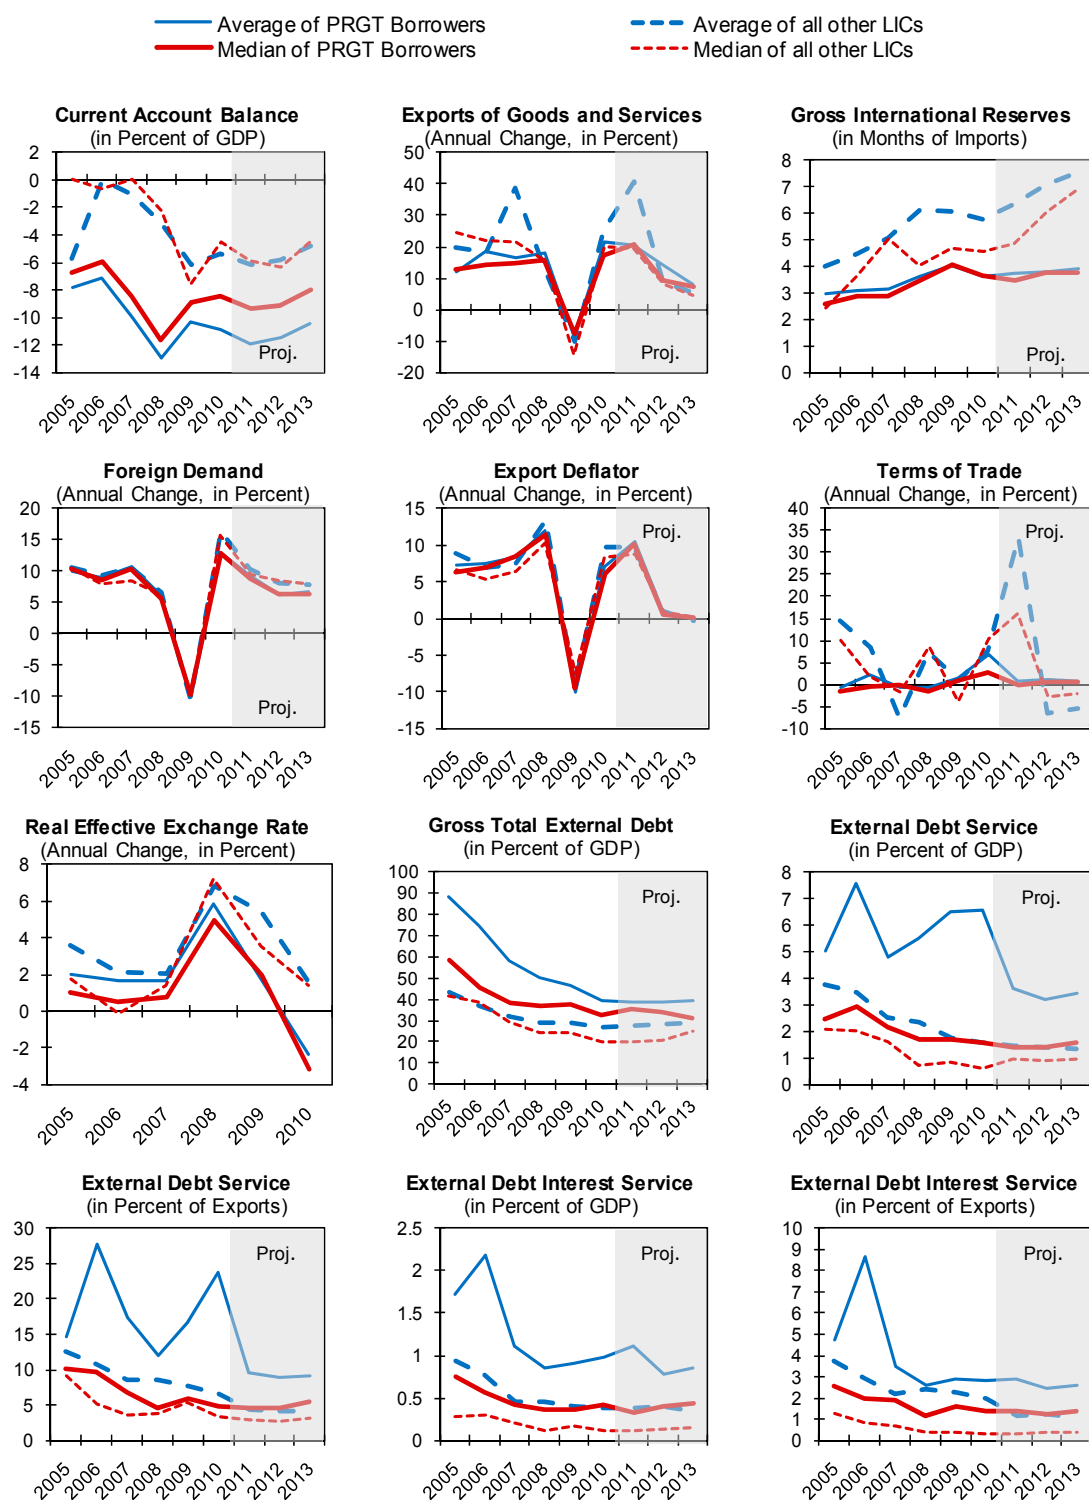 Average of PRGT Borrowers
Average of all other LICs
Median of PRGT Borrowers
Median of all other LICs
Current Account Balance
(in Percent of GDP)
2
0
-2
-4
-6
-8
-10
-12
-14
Proj.
2005 2006 2007 2008 2009 2010 2011 2012 2013
Exports of Goods and Services
(Annual Change, in Percent)
50
40
30
20
10
0
-10
-20
Proj.
2005 2006 2007 2008 2009 2010 2011 2012 2013
Gross International Reserves
(in Months of Imports)
8
7
6
5
4
3
2
1
0
Proj.
2005 2006 2007 2008 2009 2010 2011 2012 2013
Foreign Demand
(Annual Change, in Percent)
20
15
10
5
0
-5
-10
-15
Proj.
2005 2006 2007 2008 2009 2010 2011 2012 2013
Export Deflator
(Annual Change, in Percent)
15
10
5
0
-5
-10
-15
Proj.
2005 2006 2007 2008 2009 2010 2011 2012 2013
Terms of Trade
(Annual Change, in Percent)
40
35
30
25
20
15
10
5
0
-5
-10
Proj.
2005 2006 2007 2008 2009 2010 2011 2012 2013
Real Effective Exchange Rate
(Annual Change, in Percent)
8
6
4
2
0
-2
-4
2005 2006 2007 2008 2009 2010
Gross Total External Debt
(in Percent of GDP)
100
90
80
70
60
50
40
30
20
10
0
Proj.
2005 2006 2007 2008 2009 2010 2011 2012 2013
External Debt Service
(in Percent of GDP)
8
7
6
5
4
3
2
1
0
Proj.
2005 2006 2007 2008 2009 2010 2011 2012 2013
External Debt Service
(in Percent of Exports)
30
25
20
15
10
5
0
Proj.
2005 2006 2007 2008 2009 2010 2011 2012 2013
External Debt Interest Service
(in Percent of GDP)
2.5
2
1.5
1
0.5
0
Proj.
2005 2006 2007 2008 2009 2010 2011 2012 2013
External Debt Interest Service
(in Percent of Exports)
10
9
8
7
6
5
4
3
2
1
0
Proj.
2005 2006 2007 2008 2009 2010 2011 2012 2013